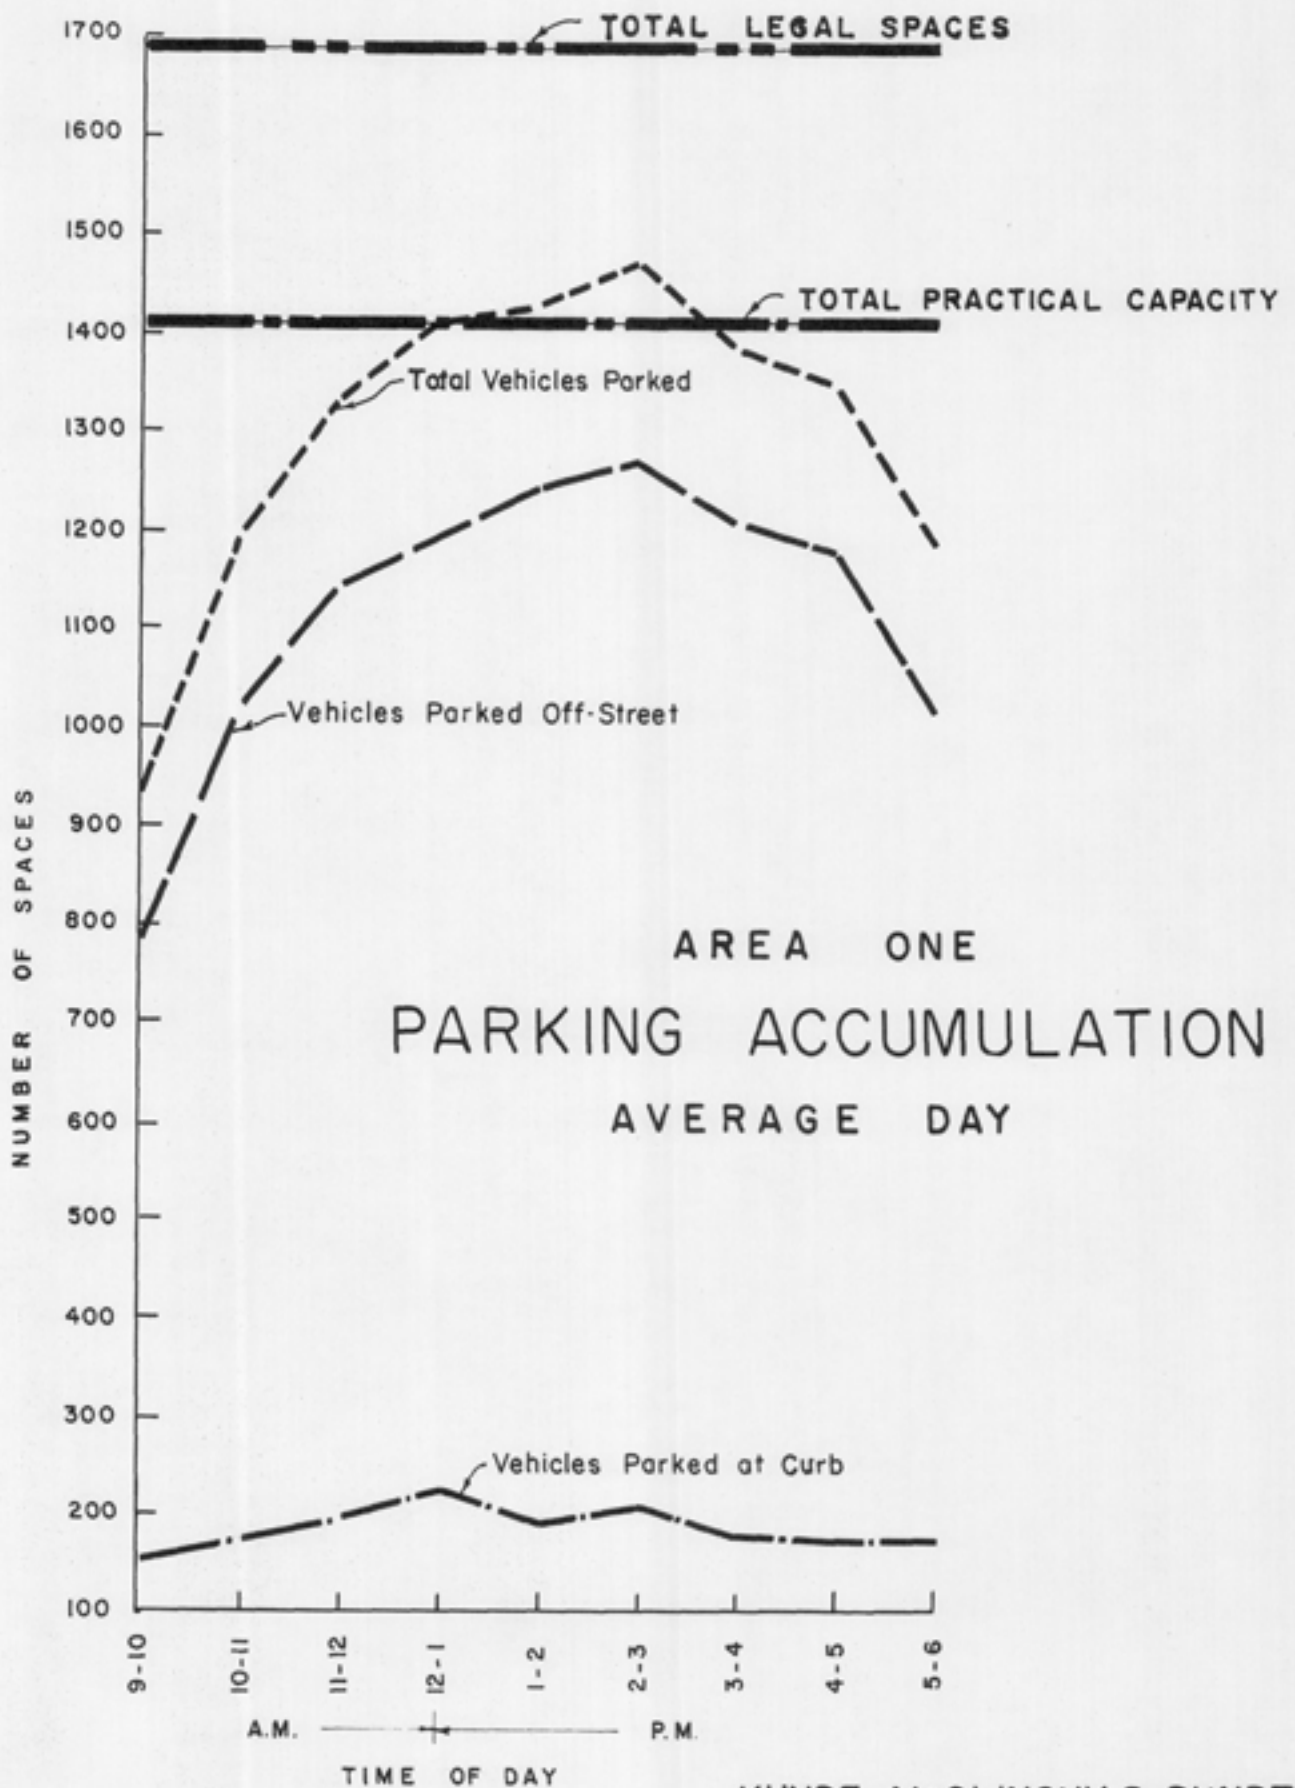 TOTAL LEGAL SPACES
1700
1600
1500
TOTAL PRACTICAL CAPACITY
1400
Total Vehicles Parked
1300
1200
1100
Vehicles Parked Off-Street
1000
900
800
NUMBER OF SPACES
AREA ONE
700
PARKING ACCUMULATION
600
AVERAGE DAY
500
400
300
Vehicles Parked at Curb
200
100
9-10 10-11 11-12 12-1 1-2 2-3 3-4 4-5 5-6
A.M. P.M.
TIME OF DAY